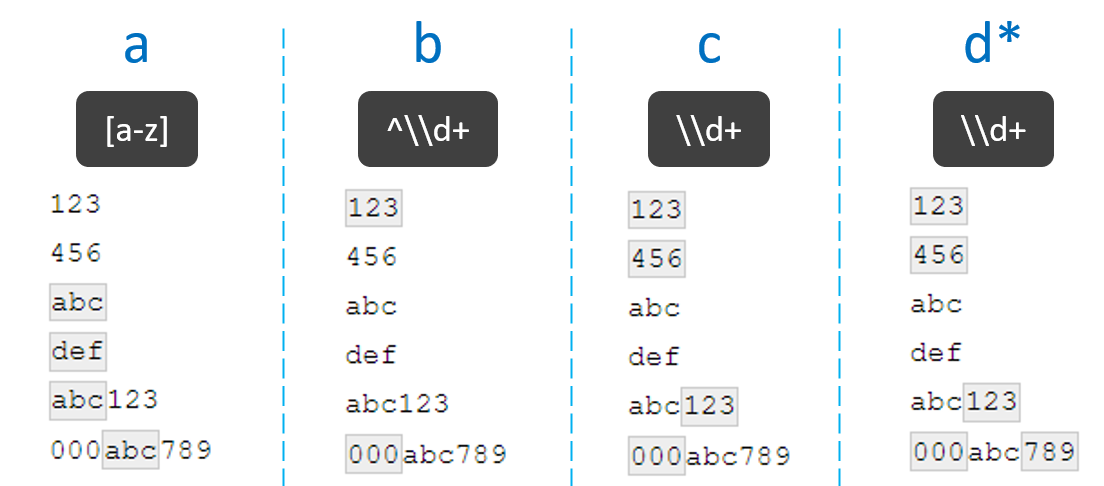 a b c d*
[a-z] ^\\d+ \\d+ \\d+
123 123 123 123
456 456 456 456
abc abc abc abc
def def def def
abc123 abc123 abc123 abc123
000abc789 000abc789 000abc789 000abc789